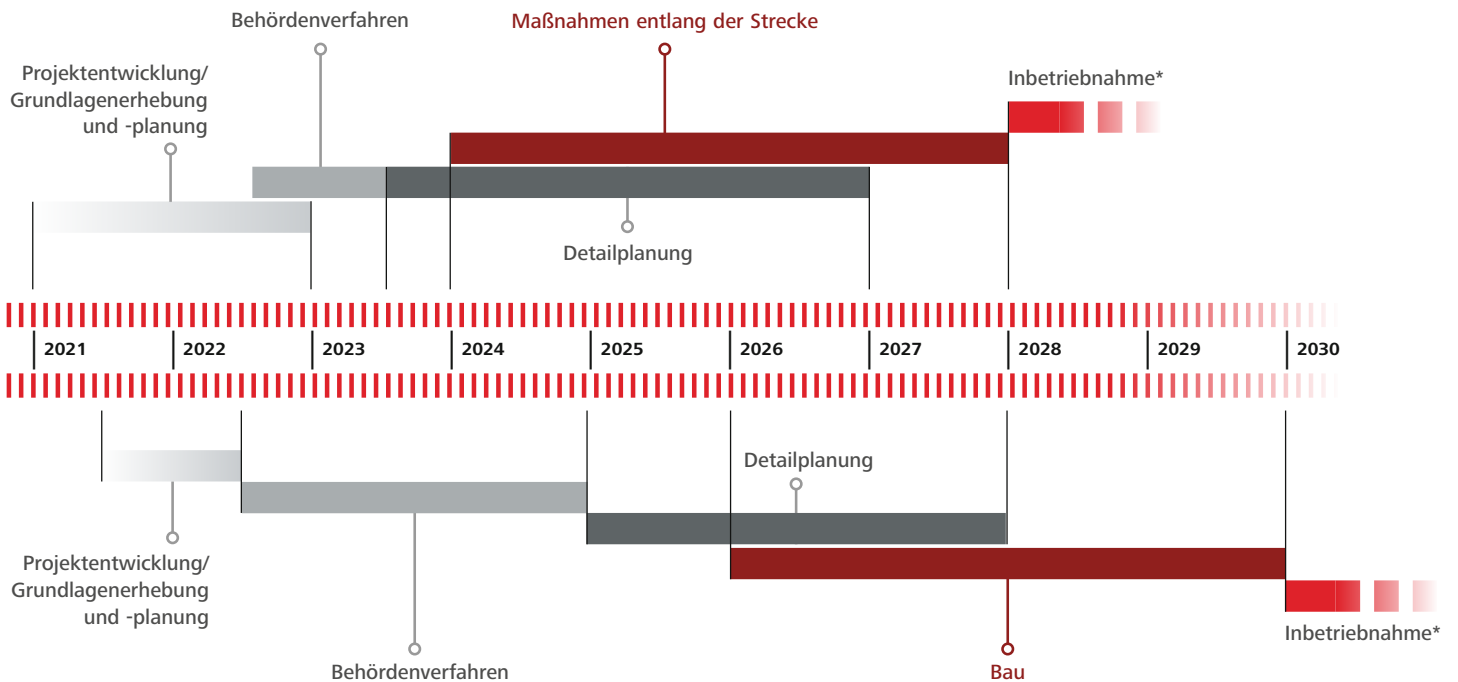 Behördenverfahren
Maßnahmen entlang der Strecke
Projektentwicklung/
Grundlagenerhebung
und -planung
Inbetriebnahme*
Detailplanung
2021 2022 2023 2024 2025 2026 2027 2028 2029 2030
Detailplanung
Projektentwicklung/
Grundlagenerhebung
und -planung
Inbetriebnahme*
Behördenverfahren
Bau